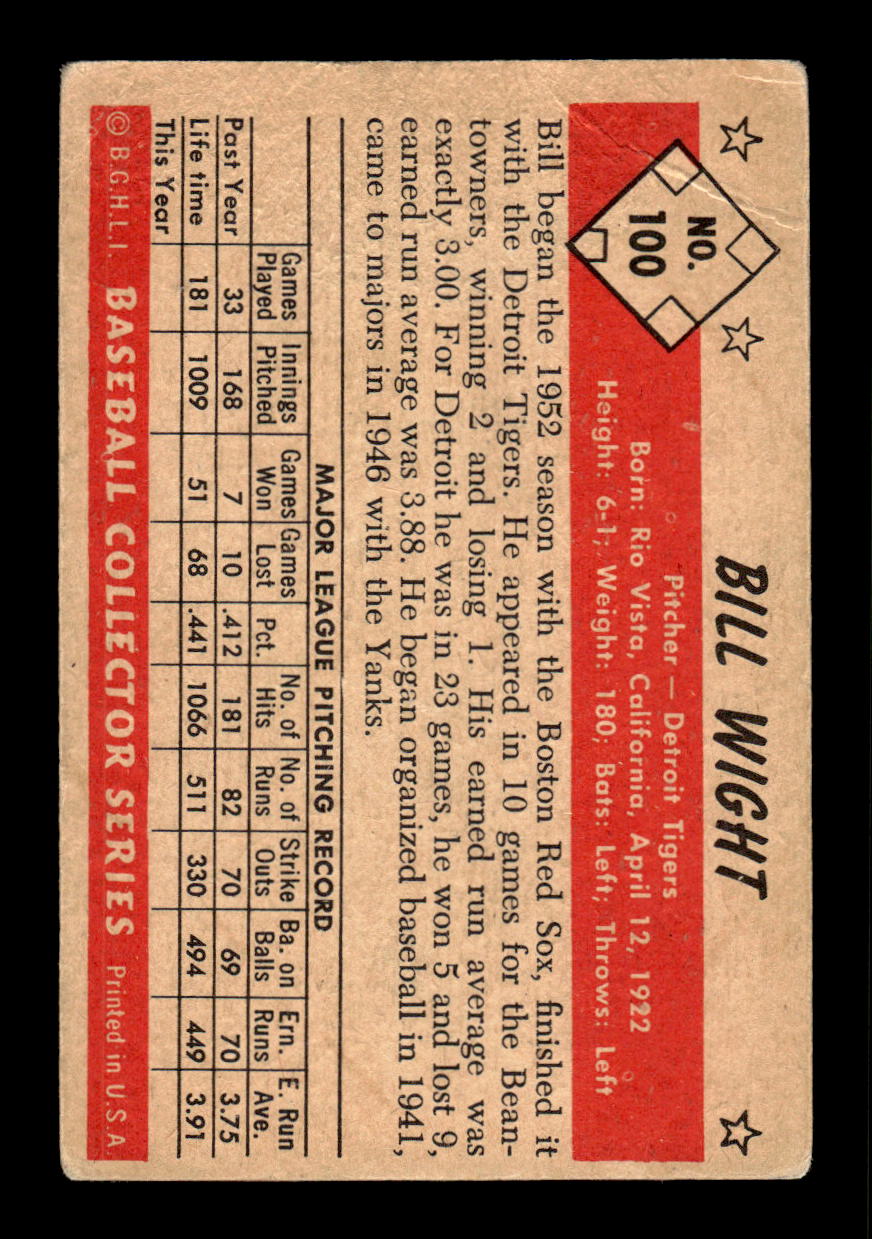 BILL WIGHT
NO.
100
Pitcher — Detroit Tigers
Born: Rio Vista, California, April 12, 1922
Height: 6-1; Weight: 180; Bats: Left; Throws: Left
Bill began the 1952 season with the Boston Red Sox, finished it
with the Detroit Tigers. He appeared in 10 games for the Bean-
towners, winning 2 and losing 1. His earned run average was
exactly 3.00. For Detroit he was in 23 games, he won 5 and lost 9,
earned run average was 3.88. He began organized baseball in 1941,
came to majors in 1946 with the Yanks.
MAJOR LEAGUE PITCHING RECORD
Games Innings Games Games Pct. No. of No. of Strike Ba. on Ern. E. Run
Played Pitched Won Lost Hits Runs Outs Balls Runs Ave.
Past Year 33 168 7 10 .412 181 82 70 69 70 3.75
Life time 181 1009 51 68 .441 1066 511 330 494 449 3.91
This Year
© B.G.H.L.I. BASEBALL COLLECTOR SERIES Printed in U.S.A.